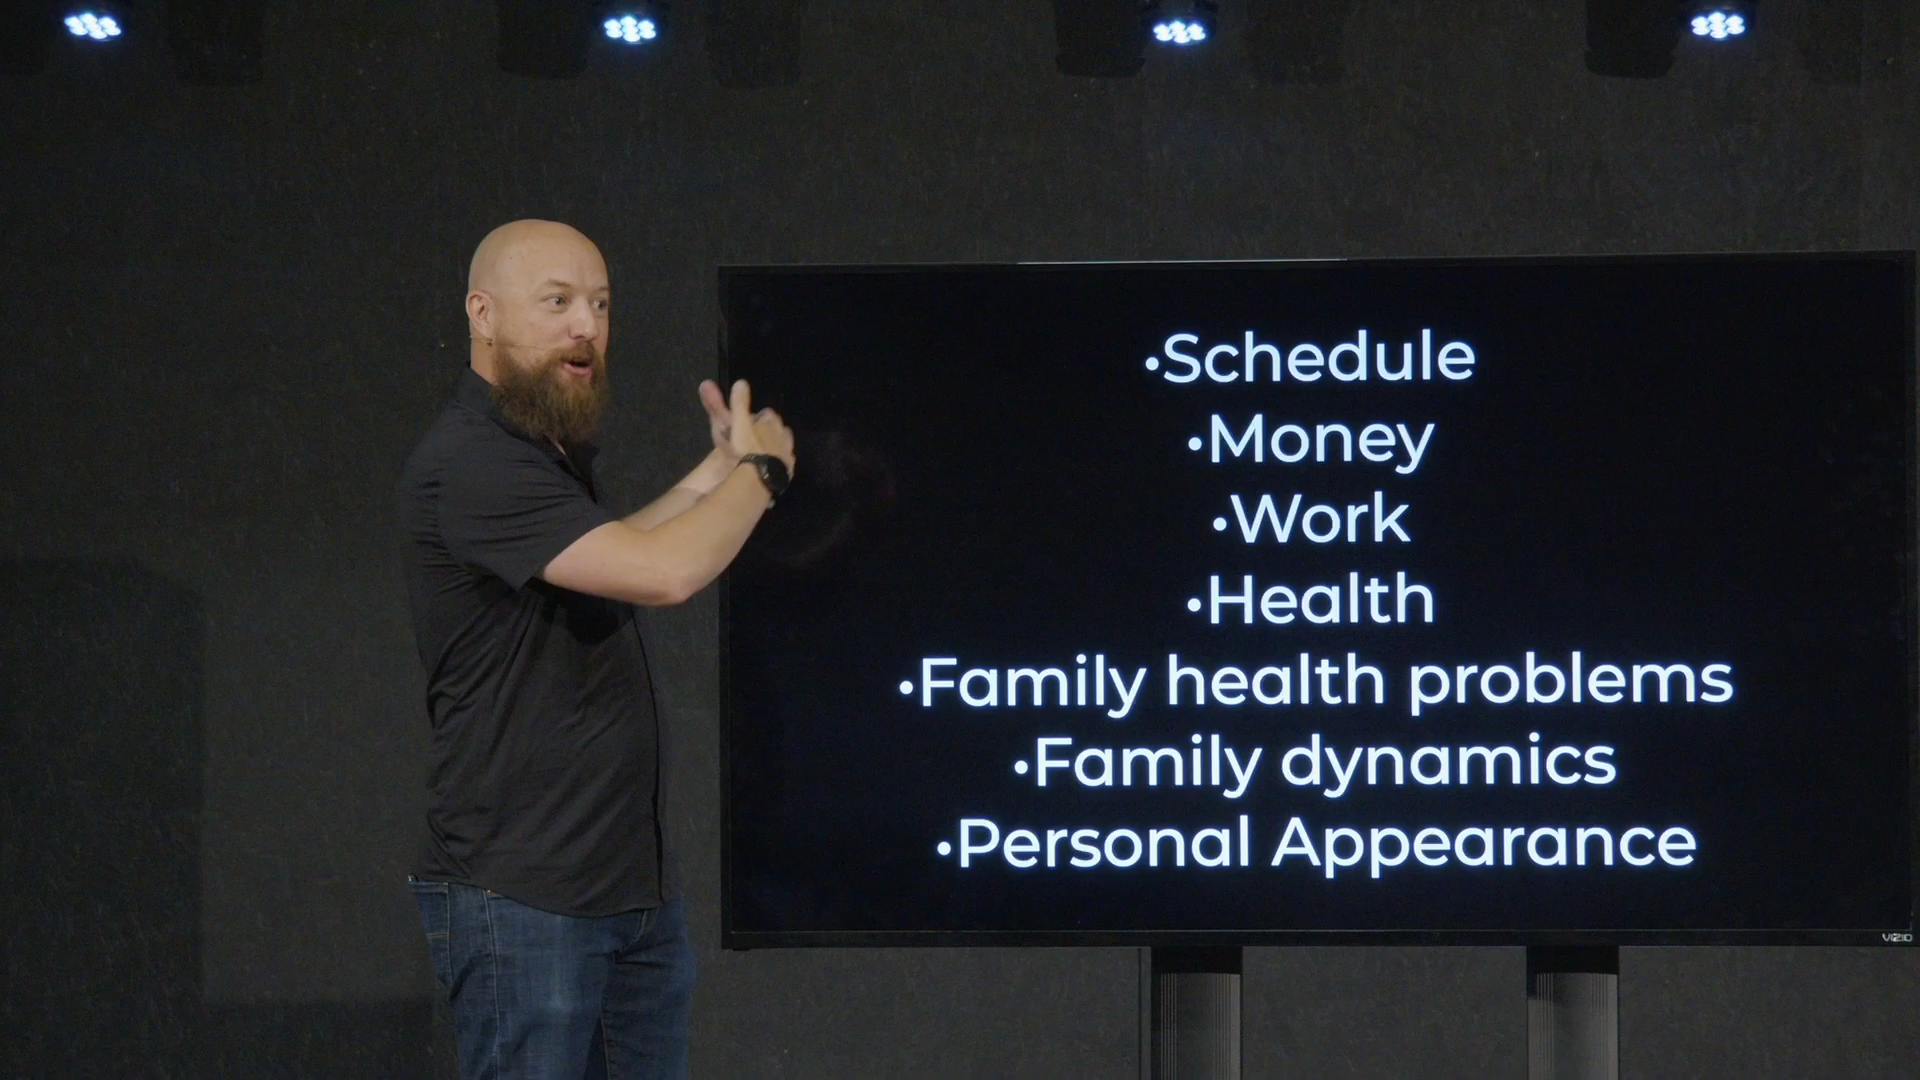 •Schedule
•Money
•Work
•Health
•Family health problems
•Family dynamics
•Personal Appearance
VIZIO